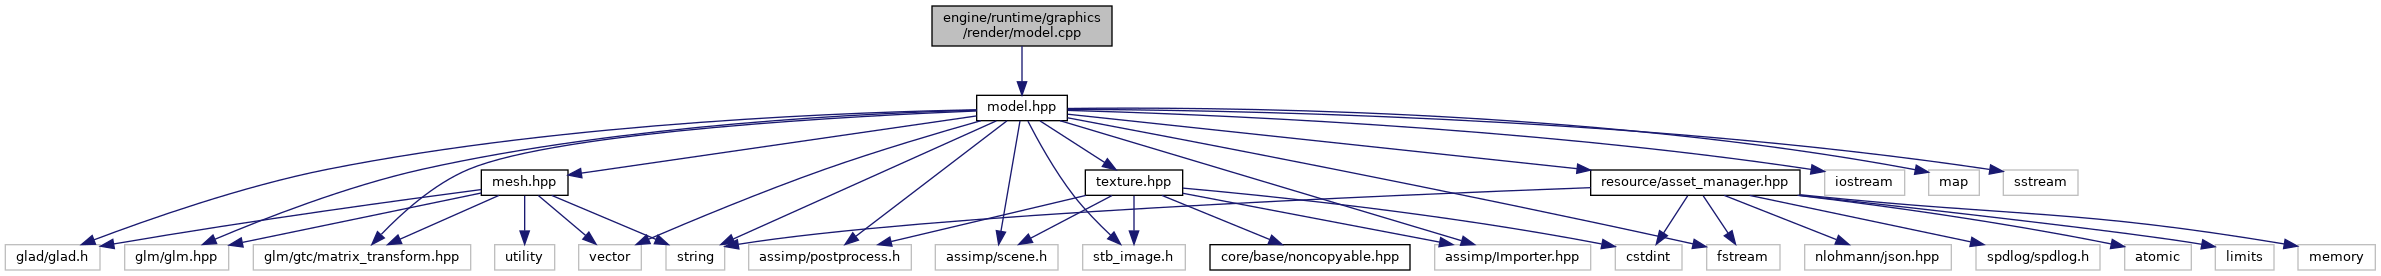 engine/runtime/graphics
/render/model.cpp
model.hpp
mesh.hpp
texture.hpp
resource/asset_manager.hpp
iostream
map
sstream
glad/glad.h
glm/glm.hpp
glm/gtc/matrix_transform.hpp
utility
vector
string
assimp/postprocess.h
assimp/scene.h
stb_image.h
core/base/noncopyable.hpp
assimp/Importer.hpp
cstdint
fstream
nlohmann/json.hpp
spdlog/spdlog.h
atomic
limits
memory